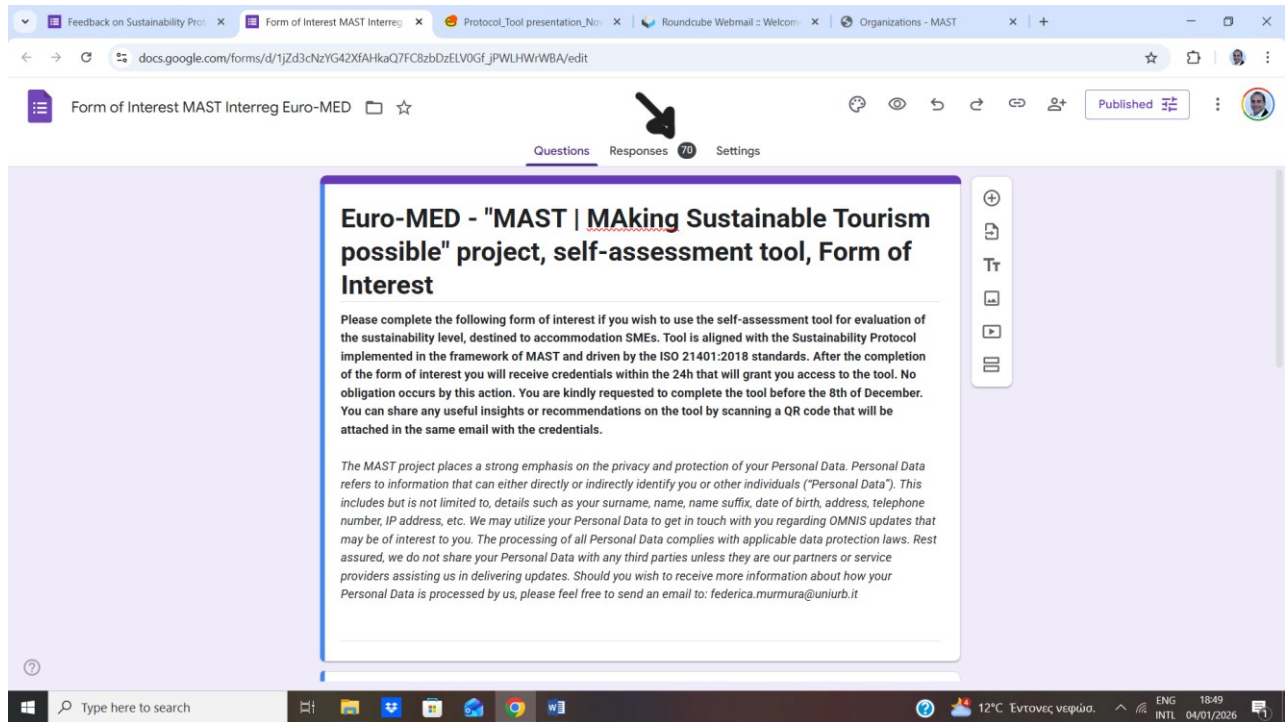 Feedback on Sustainability Prot
Form of Interest MAST Interreg
Protocol_Tool presentation_No
Roundcube Webmail :: Welcom
Organizations - MAST
docs.google.com/forms/d/1jZd3cNzYG42XfAHkaQ7FC8zbDzELV0Gf_jPWLHWrWBA/edit
Form of Interest MAST Interreg Euro-MED
Published
Questions Responses 70 Settings
Euro-MED - "MAST | MAking Sustainable Tourism
possible" project, self-assessment tool, Form of
Interest
Please complete the following form of interest if you wish to use the self-assessment tool for evaluation of
the sustainability level, destined to accommodation SMEs. Tool is aligned with the Sustainability Protocol
implemented in the framework of MAST and driven by the ISO 21401:2018 standards. After the completion
of the form of interest you will receive credentials within the 24h that will grant you access to the tool. No
obligation occurs by this action. You are kindly requested to complete the tool before the 8th of December.
You can share any useful insights or recommendations on the tool by scanning a QR code that will be
attached in the same email with the credentials.
The MAST project places a strong emphasis on the privacy and protection of your Personal Data. Personal Data
refers to information that can either directly or indirectly identify you or other individuals ("Personal Data"). This
includes but is not limited to, details such as your surname, name, name suffix, date of birth, address, telephone
number, IP address, etc. We may utilize your Personal Data to get in touch with you regarding OMNIS updates that
may be of interest to you. The processing of all Personal Data complies with applicable data protection laws. Rest
assured, we do not share your Personal Data with any third parties unless they are our partners or service
providers assisting us in delivering updates. Should you wish to receive more information about how your
Personal Data is processed by us, please feel free to send an email to: federica.murmura@uniurb.it
Tт
Type here to search
12°C Έντονες νεφώσ.
ENG
INTL
18:49
04/01/2026